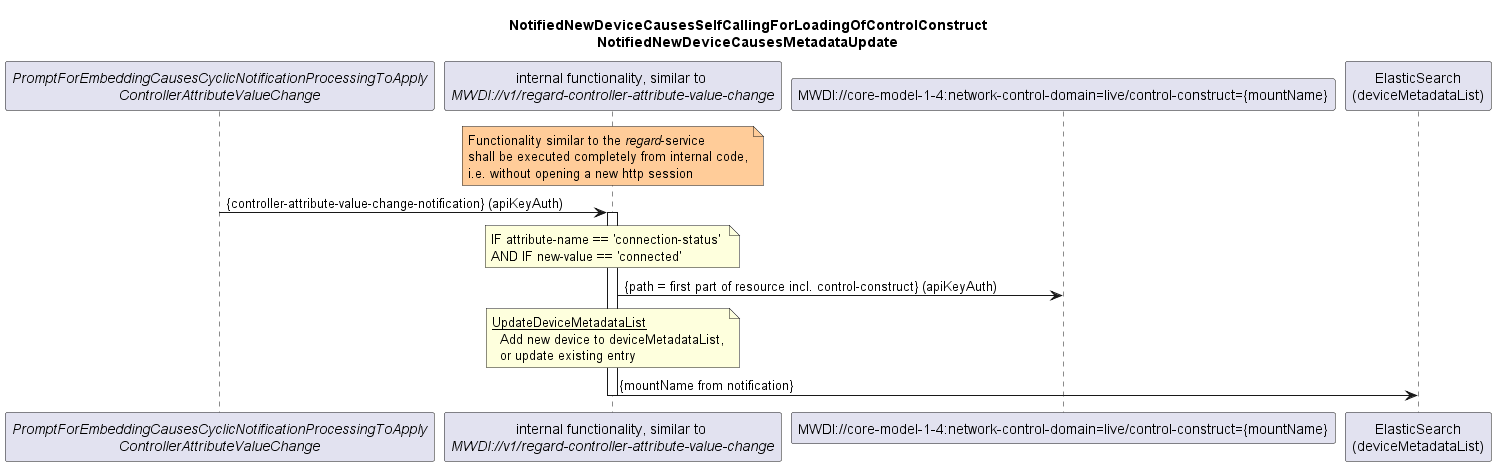 NotifiedNewDeviceCausesSelfCallingForLoadingOfControlConstruct
NotifiedNewDeviceCausesMetadataUpdate
PromptForEmbeddingCausesCyclicNotificationProcessingToApply
ControllerAttributeValueChange
internal functionality, similar to
MWDI://v1/regard-controller-attribute-value-change
MWDI://core-model-1-4:network-control-domain=live/control-construct={mountName}
ElasticSearch
(deviceMetadataList)
Functionality similar to the regard-service
shall be executed completely from internal code,
i.e. without opening a new http session
{controller-attribute-value-change-notification} (apiKeyAuth)
IF attribute-name == 'connection-status'
AND IF new-value == 'connected'
{path = first part of resource incl. control-construct} (apiKeyAuth)
UpdateDeviceMetadataList
Add new device to deviceMetadataList,
or update existing entry
{mountName from notification}
PromptForEmbeddingCausesCyclicNotificationProcessingToApply
ControllerAttributeValueChange
internal functionality, similar to
MWDI://v1/regard-controller-attribute-value-change
MWDI://core-model-1-4:network-control-domain=live/control-construct={mountName}
ElasticSearch
(deviceMetadataList)